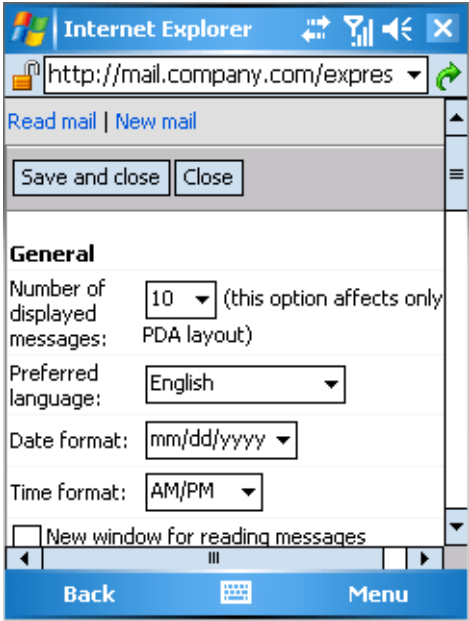 Internet Explorer
http://mail.company.com/expres
Read mail | New mail
Save and close Close
General
Number of displayed messages: 10 (this option affects only PDA layout)
Preferred language: English
Date format: mm/dd/yyyy
Time format: AM/PM
New window for reading messages
Back Menu